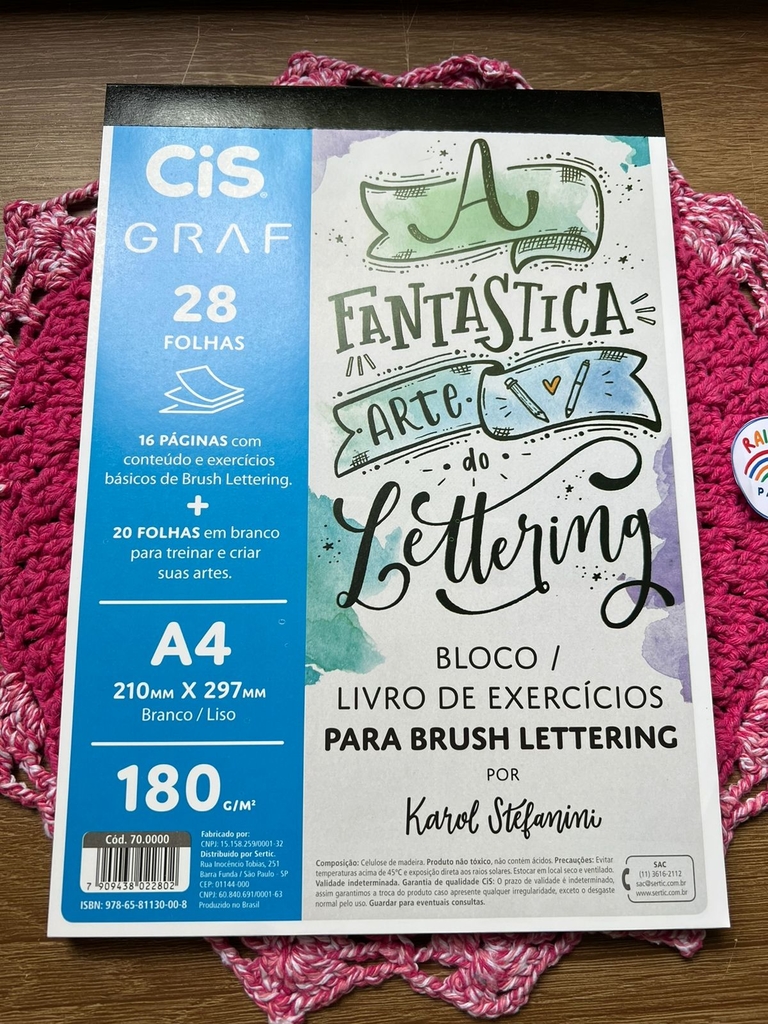 CiS®
GRAF
28
FOLHAS
16 PÁGINAS com
conteúdo e exercícios
básicos de Brush Lettering.
+
20 FOLHAS em branco
para treinar e criar
suas artes.
A4
210MM X 297MM
Branco / Liso
180 G/M²
Cód. 70.0000
7 909438 022802
ISBN: 978-65-81130-00-8
Fabricado por:
CNPJ: 15.158.259/0001-32
Distribuído por Sertic.
Rua Inocêncio Tobias, 251
Barra Funda / São Paulo · SP
CEP: 01144-000
CNPJ: 60.840.691/0001-63
Produzido no Brasil
A
FANTÁSTICA
ARTE
do
Lettering
BLOCO /
LIVRO DE EXERCÍCIOS
PARA BRUSH LETTERING
POR
Karol Stefanini
Composição: Celulose de madeira. Produto não tóxico, não contém ácidos. Precauções: Evitar
temperaturas acima de 45°C e exposição direta aos raios solares. Estocar em local seco e ventilado.
Validade indeterminada. Garantia de qualidade CiS: O prazo de validade é indeterminado,
assim garantimos a troca do produto caso apresente qualquer irregularidade, exceto o desgaste
normal pelo uso. Guardar para eventuais consultas.
SAC
(11) 3616-2112
sac@sertic.com.br
www.sertic.com.br